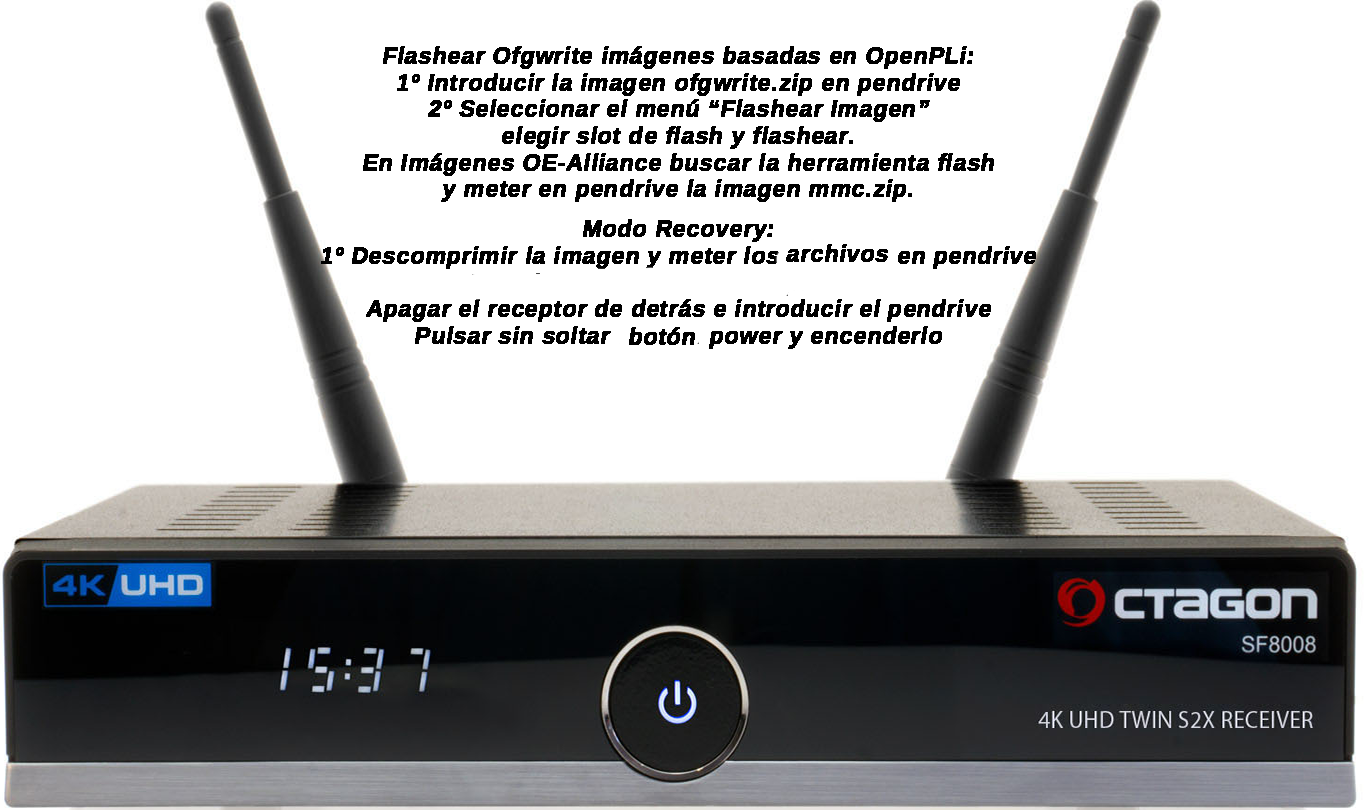 Flashear Ofgwrite imágenes basadas en OpenPLi:
1º Introducir la imagen ofgwrite.zip en pendrive
2º Seleccionar el menú “Flashear Imagen”
elegir slot de flash y flashear.
En Imágenes OE-Alliance buscar la herramienta flash
y meter en pendrive la imagen mmc.zip.
Modo Recovery:
1º Descomprimir la imagen y meter los archivos en pendrive
Apagar el receptor de detrás e introducir el pendrive
Pulsar sin soltar botón power y encenderlo
4K UHD
OCTAGON
SF8008
15:37
4K UHD TWIN S2X RECEIVER